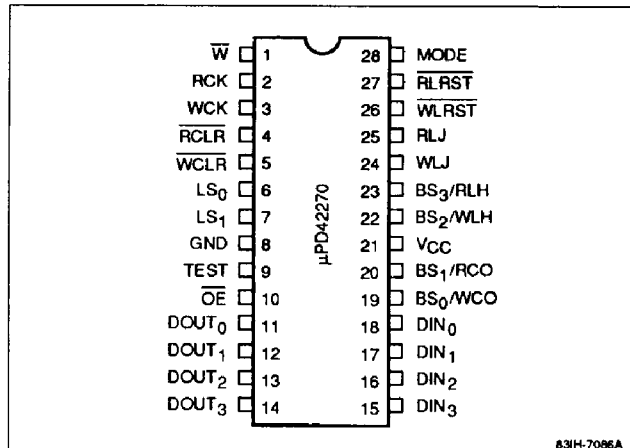 W̅ 1 28 MODE
RCK 2 27 R̅L̅R̅S̅T̅
WCK 3 26 W̅L̅R̅S̅T̅
R̅C̅L̅R̅ 4 25 RLJ
W̅C̅L̅R̅ 5 24 WLJ
LS₀ 6 23 BS₃/RLH
LS₁ 7 22 BS₂/WLH
GND 8 21 VCC
TEST 9 20 BS₁/RCO
O̅E̅ 10 19 BS₀/WCO
DOUT₀ 11 18 DIN₀
DOUT₁ 12 17 DIN₁
DOUT₂ 13 16 DIN₂
DOUT₃ 14 15 DIN₃
µPD42270
83IH-7086A